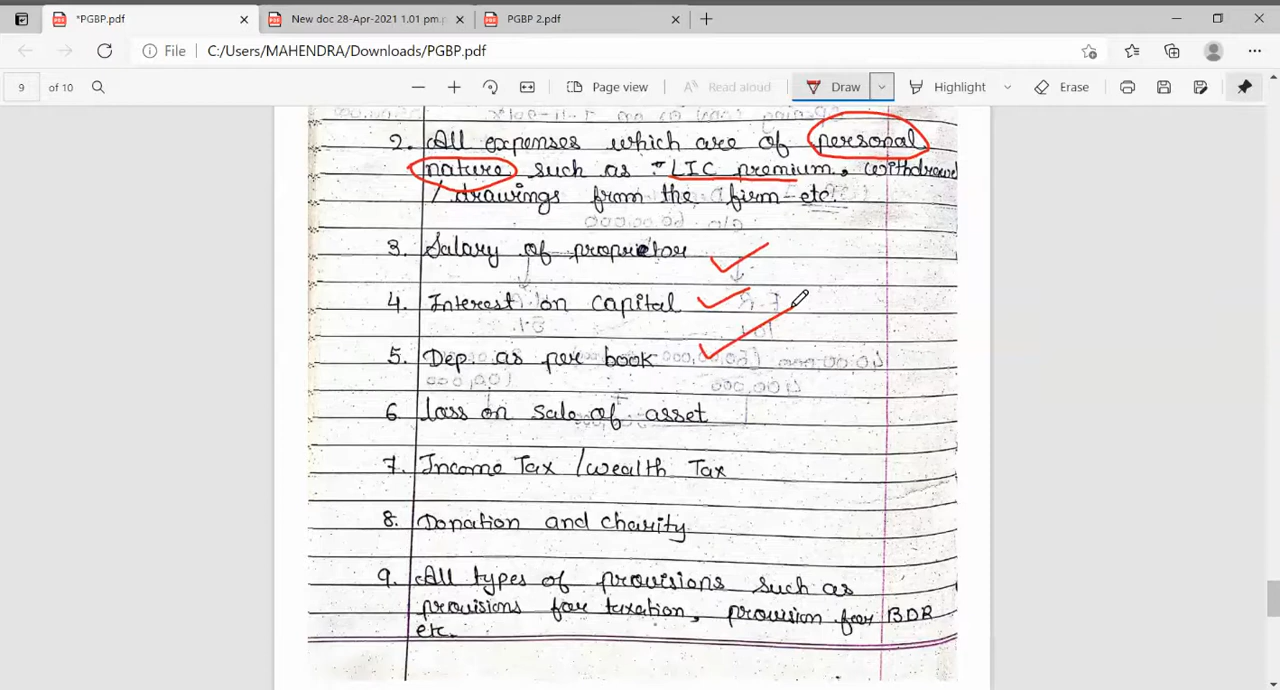 *PGBP.pdf
New doc 28-Apr-2021 1.01 pm.
PGBP 2.pdf
File
C:/Users/MAHENDRA/Downloads/PGBP.pdf
9 of 10
Page view
Read aloud
Draw
Highlight
Erase
2. All expenses which are of personal
nature such as :- LIC premium, withdrawl
/ drawings from the firm etc.
3. Salary of proprietor
4. Interest on capital
5. Dep. as per book
6 loss on sale of asset
7. Income Tax / wealth Tax
8. Donation and charity
9. All types of provisions such as
provisions for taxation, provision for BDR
etc.